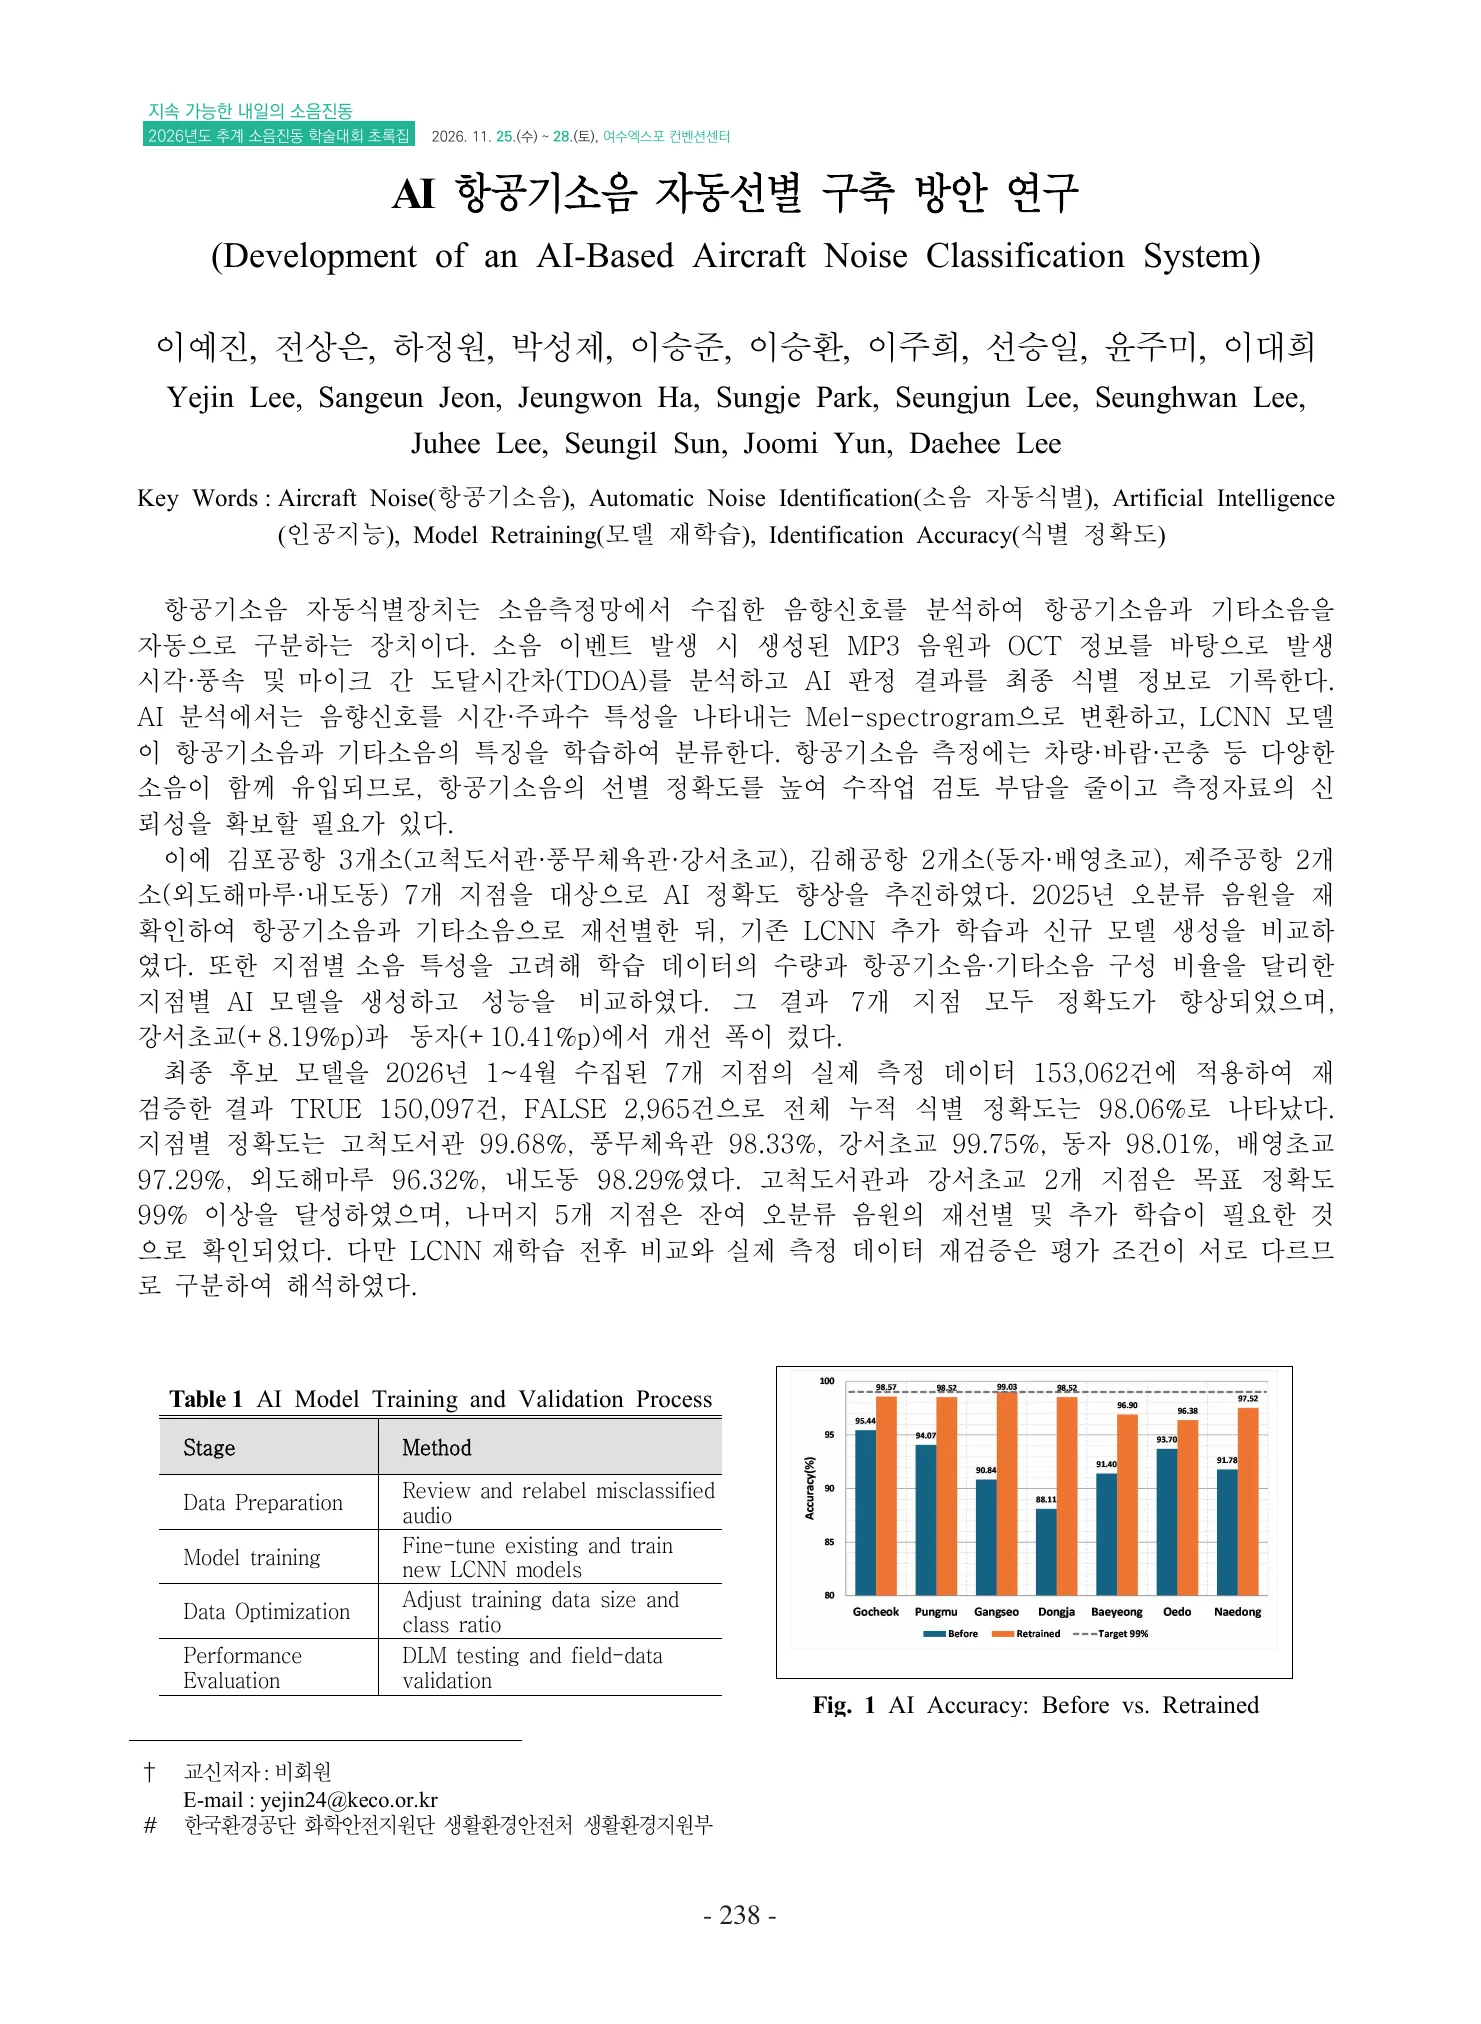 지속 가능한 내일의 소음진동
2026년도 추계 소음진동 학술대회 초록집 2026. 11. 25.(수) ~ 28.(토), 여수엑스포 컨벤션센터
AI 항공기소음 자동선별 구축 방안 연구
(Development of an AI-Based Aircraft Noise Classification System)
이예진, 전상은, 하정원, 박성제, 이승준, 이승환, 이주희, 선승일, 윤주미, 이대희
Yejin Lee, Sangeun Jeon, Jeungwon Ha, Sungje Park, Seungjun Lee, Seunghwan Lee,
Juhee Lee, Seungil Sun, Joomi Yun, Daehee Lee
Key Words : Aircraft Noise(항공기소음), Automatic Noise Identification(소음 자동식별), Artificial Intelligence
(인공지능), Model Retraining(모델 재학습), Identification Accuracy(식별 정확도)
항공기소음 자동식별장치는 소음측정망에서 수집한 음향신호를 분석하여 항공기소음과 기타소음을
자동으로 구분하는 장치이다. 소음 이벤트 발생 시 생성된 MP3 음원과 OCT 정보를 바탕으로 발생
시각·풍속 및 마이크 간 도달시간차(TDOA)를 분석하고 AI 판정 결과를 최종 식별 정보로 기록한다.
AI 분석에서는 음향신호를 시간·주파수 특성을 나타내는 Mel-spectrogram으로 변환하고, LCNN 모델
이 항공기소음과 기타소음의 특징을 학습하여 분류한다. 항공기소음 측정에는 차량·바람·곤충 등 다양한
소음이 함께 유입되므로, 항공기소음의 선별 정확도를 높여 수작업 검토 부담을 줄이고 측정자료의 신
뢰성을 확보할 필요가 있다.
이에 김포공항 3개소(고척도서관·풍무체육관·강서초교), 김해공항 2개소(동자·배영초교), 제주공항 2개
소(외도해마루·내도동) 7개 지점을 대상으로 AI 정확도 향상을 추진하였다. 2025년 오분류 음원을 재
확인하여 항공기소음과 기타소음으로 재선별한 뒤, 기존 LCNN 추가 학습과 신규 모델 생성을 비교하
였다. 또한 지점별 소음 특성을 고려해 학습 데이터의 수량과 항공기소음·기타소음 구성 비율을 달리한
지점별 AI 모델을 생성하고 성능을 비교하였다. 그 결과 7개 지점 모두 정확도가 향상되었으며,
강서초교(+8.19%p)과 동자(+10.41%p)에서 개선 폭이 컸다.
최종 후보 모델을 2026년 1~4월 수집된 7개 지점의 실제 측정 데이터 153,062건에 적용하여 재
검증한 결과 TRUE 150,097건, FALSE 2,965건으로 전체 누적 식별 정확도는 98.06%로 나타났다.
지점별 정확도는 고척도서관 99.68%, 풍무체육관 98.33%, 강서초교 99.75%, 동자 98.01%, 배영초교
97.29%, 외도해마루 96.32%, 내도동 98.29%였다. 고척도서관과 강서초교 2개 지점은 목표 정확도
99% 이상을 달성하였으며, 나머지 5개 지점은 잔여 오분류 음원의 재선별 및 추가 학습이 필요한 것
으로 확인되었다. 다만 LCNN 재학습 전후 비교와 실제 측정 데이터 재검증은 평가 조건이 서로 다르므
로 구분하여 해석하였다.
Table 1 AI Model Training and Validation Process
Stage Method
Data Preparation Review and relabel misclassified
audio
Model training Fine-tune existing and train
new LCNN models
Data Optimization Adjust training data size and
class ratio
Performance DLM testing and field-data
Evaluation validation
100
95
90
85
80
Accuracy(%)
95.44 98.57 94.07 98.52 90.84 99.03 88.11 98.52 91.40 96.90 93.70 96.38 91.78 97.52
Gocheok Pungmu Gangseo Dongja Baeyeong Oedo Naedong
Before Retrained Target 99%
Fig. 1 AI Accuracy: Before vs. Retrained
† 교신저자 : 비회원
E-mail : yejin24@keco.or.kr
# 한국환경공단 화학안전지원단 생활환경안전처 생활환경지원부
- 238 -